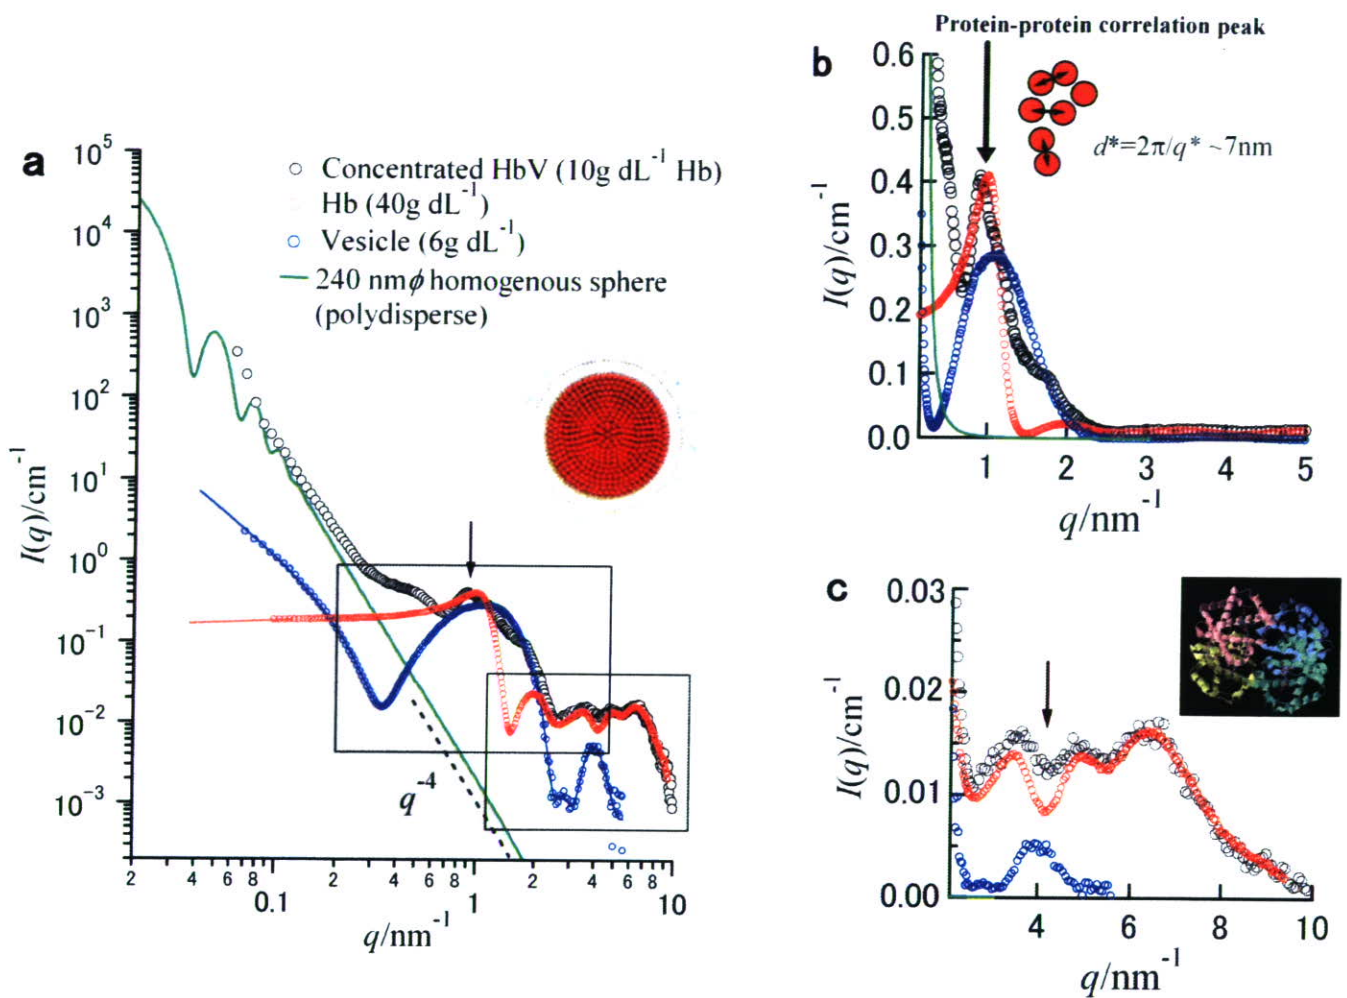 a
10^5
10^4
10^3
10^2
10^1
10^0
10^-1
10^-2
10^-3
I(q)/cm^-1
Concentrated HbV (10g dL^-1 Hb)
Hb (40g dL^-1)
Vesicle (6g dL^-1)
240 nmϕ homogenous sphere
(polydisperse)
q^-4
2 4 6 8 2 4 6 8 2 4 6 8
0.1 1 10
q/nm^-1
Protein-protein correlation peak
b
0.6
0.5
0.4
0.3
0.2
0.1
0.0
I(q)/cm^-1
d*=2π/q* ~7nm
1 2 3 4 5
q/nm^-1
c
0.03
0.02
0.01
0.00
I(q)/cm^-1
4 6 8 10
q/nm^-1